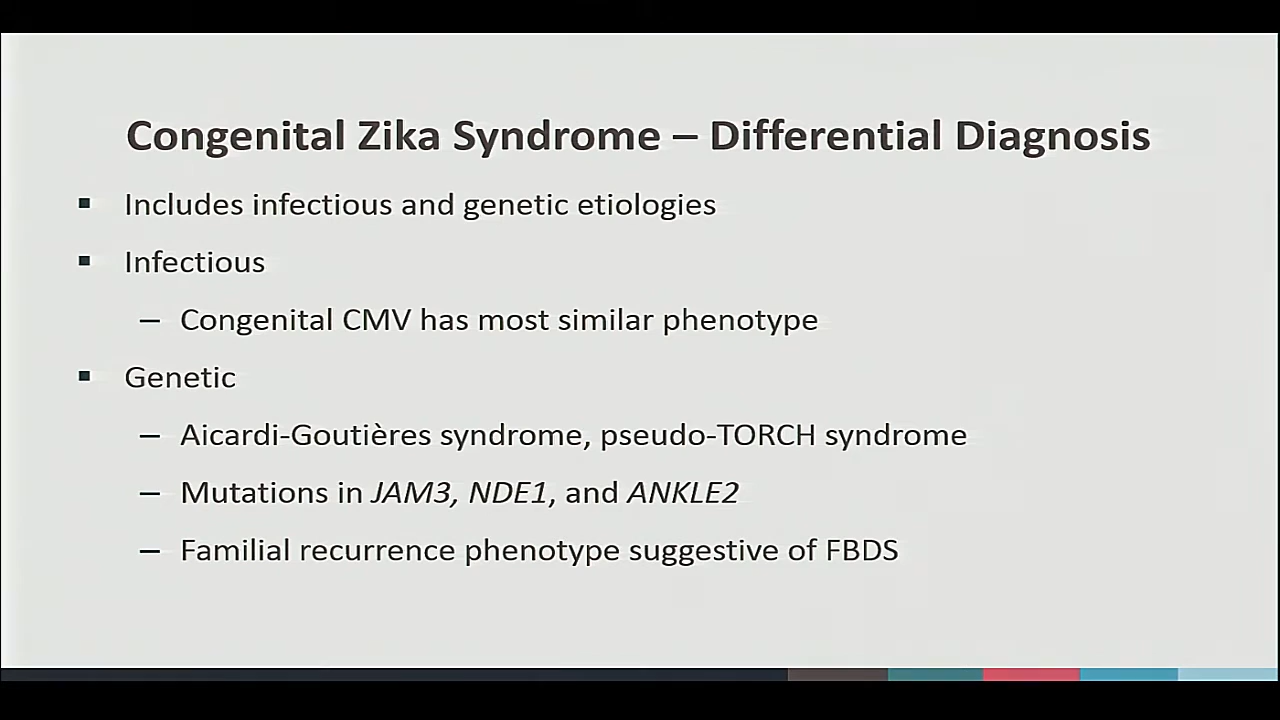 Congenital Zika Syndrome – Differential Diagnosis
▪ Includes infectious and genetic etiologies
▪ Infectious
– Congenital CMV has most similar phenotype
▪ Genetic
– Aicardi-Goutières syndrome, pseudo-TORCH syndrome
– Mutations in JAM3, NDE1, and ANKLE2
– Familial recurrence phenotype suggestive of FBDS